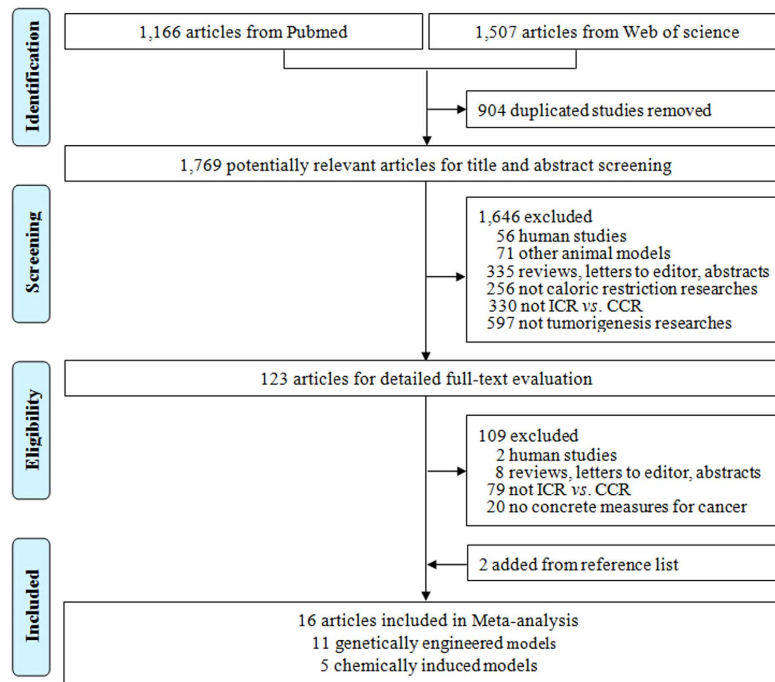 Identification
1,166 articles from Pubmed
1,507 articles from Web of science
904 duplicated studies removed
1,769 potentially relevant articles for title and abstract screening
Screening
1,646 excluded
56 human studies
71 other animal models
335 reviews, letters to editor, abstracts
256 not caloric restriction researches
330 not ICR vs. CCR
597 not tumorigenesis researches
Eligibility
123 articles for detailed full-text evaluation
109 excluded
2 human studies
8 reviews, letters to editor, abstracts
79 not ICR vs. CCR
20 no concrete measures for cancer
Included
2 added from reference list
16 articles included in Meta-analysis
11 genetically engineered models
5 chemically induced models